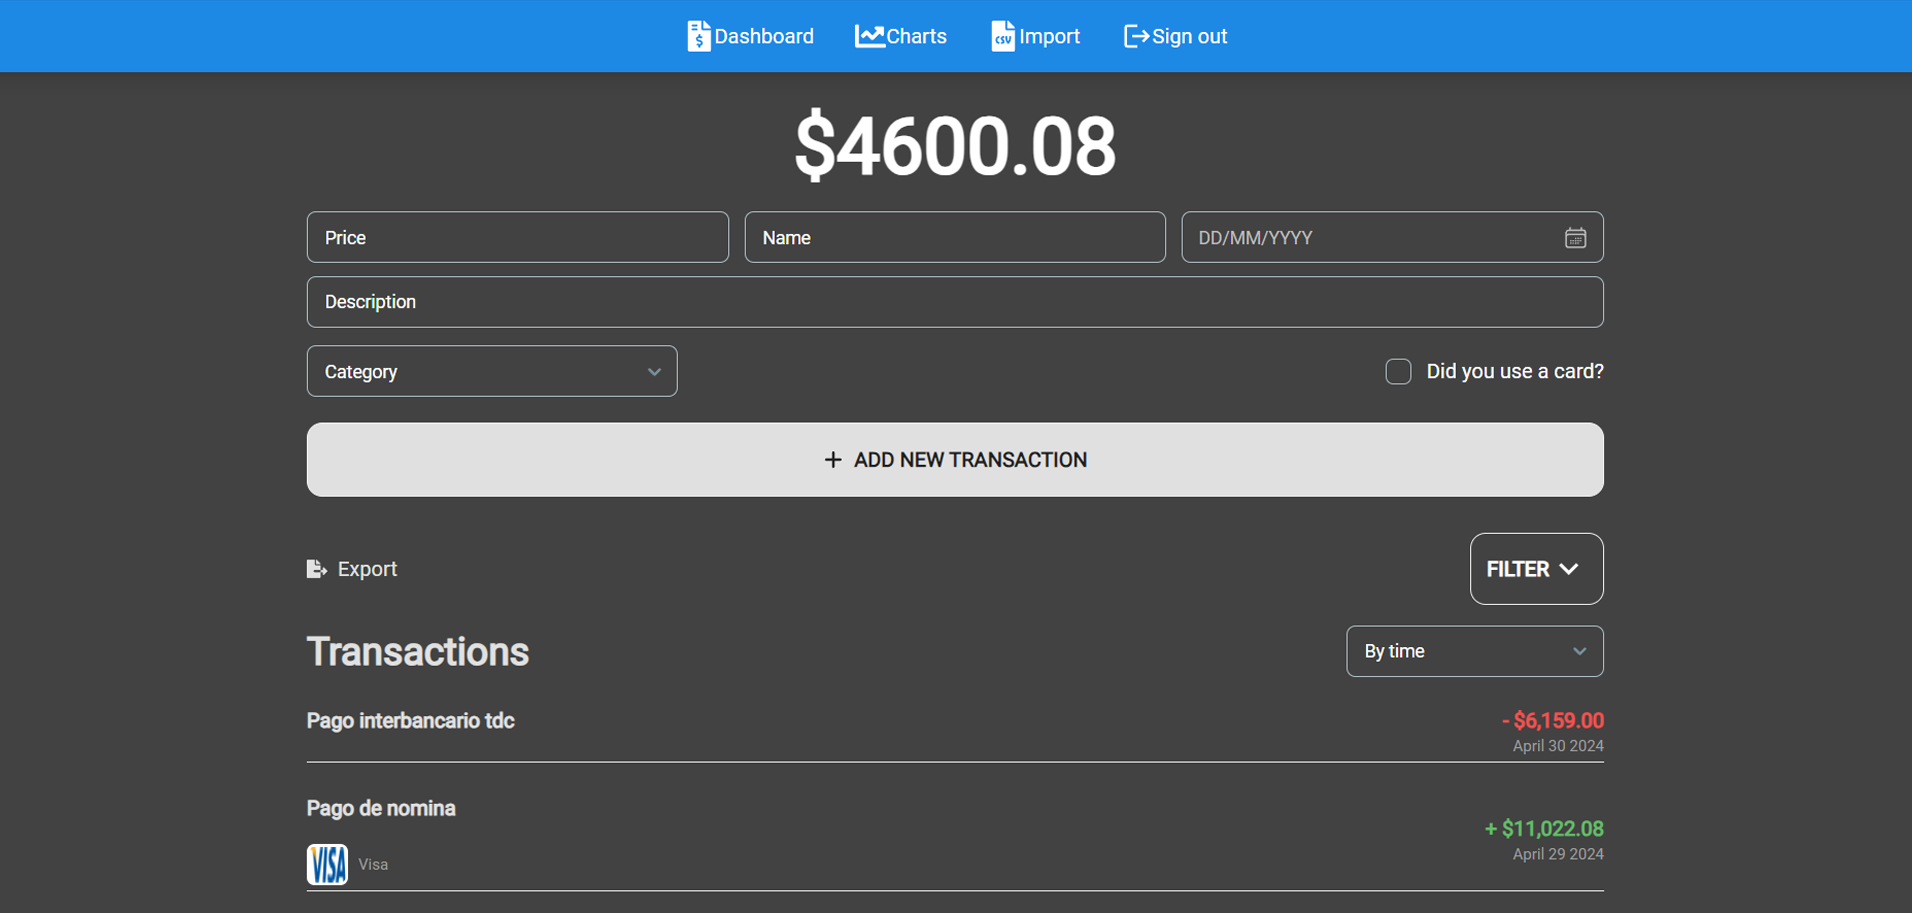 Dashboard Charts CSV Import Sign out
$4600.08
Price Name DD/MM/YYYY
Description
Category Did you use a card?
+ ADD NEW TRANSACTION
Export FILTER
Transactions By time
Pago interbancario tdc - $6,159.00
April 30 2024
Pago de nomina
+ $11,022.08
April 29 2024
VISA Visa